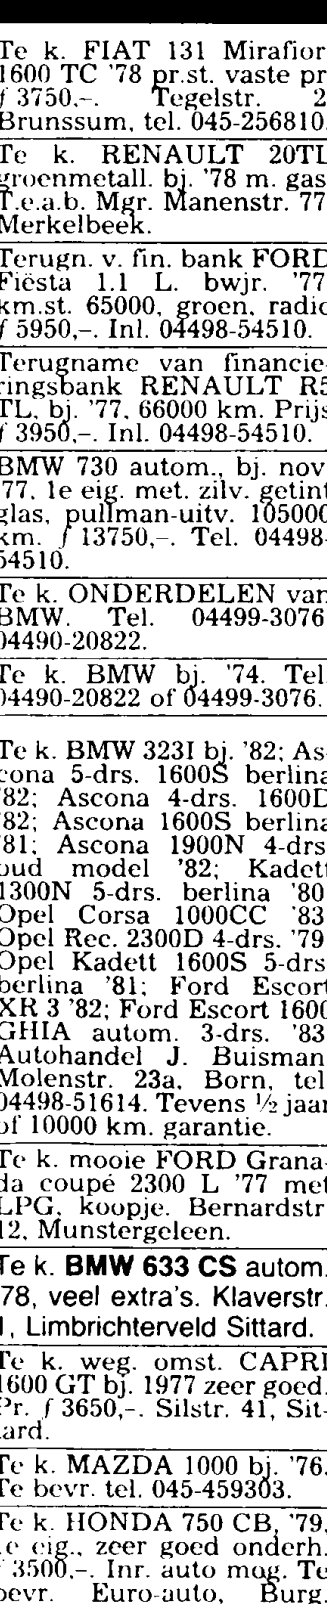 Te k. FIAT 131 Mirafior
1600 TC '78 pr.st. vaste pr
f 3750,-. Tegelstr. 2
Brunssum, tel. 045-256810.
Te k. RENAULT 20TL
groenmetall. bj. '78 m. gas
T.e.a.b. Mgr. Manenstr. 77
Merkelbeek.
Terugn. v. fin. bank FORD
Fiësta 1.1 L. bwjr. '77
km.st. 65000, groen, radio
f 5950,-. Inl. 04498-54510.
Terugname van financie-
ringsbank RENAULT R5
TL, bj. '77, 66000 km. Prijs
f 3950,-. Inl. 04498-54510.
BMW 730 autom., bj. nov
'77, 1e eig. met. zilv. getint
glas, pullman-uitv. 105000
km. f 13750,-. Tel. 04498-
54510.
Te k. ONDERDELEN van
BMW. Tel. 04499-3076
04490-20822.
Te k. BMW bj. '74. Tel.
04490-20822 of 04499-3076.
Te k. BMW 323I bj. '82; As-
cona 5-drs. 1600S berlina
'82; Ascona 4-drs. 1600D
'82; Ascona 1600S berlina
'81; Ascona 1900N 4-drs
oud model '82; Kadett
1300N 5-drs. berlina '80
Opel Corsa 1000CC '83
Opel Rec. 2300D 4-drs. '79
Opel Kadett 1600S 5-drs
berlina '81; Ford Escort
XR 3 '82; Ford Escort 1600
GHIA autom. 3-drs. '83
Autohandel J. Buisman
Molenstr. 23a, Born, tel
04498-51614. Tevens ½ jaar
of 10000 km. garantie.
Te k. mooie FORD Grana-
da coupé 2300 L '77 met
LPG, koopje. Bernardstr
12, Munstergeleen.
Te k. BMW 633 CS autom.
'78, veel extra's. Klaverstr.
1, Limbrichterveld Sittard.
Te k. weg. omst. CAPRI
1600 GT bj. 1977 zeer goed.
Pr. f 3650,-. Silstr. 41, Sit-
tard.
Te k. MAZDA 1000 bj. '76.
Te bevr. tel. 045-459303.
Te k. HONDA 750 CB, '79,
1e eig., zeer goed onderh.
f 3500,-. Inr. auto mog. Te
bevr. Euro-auto, Burg.